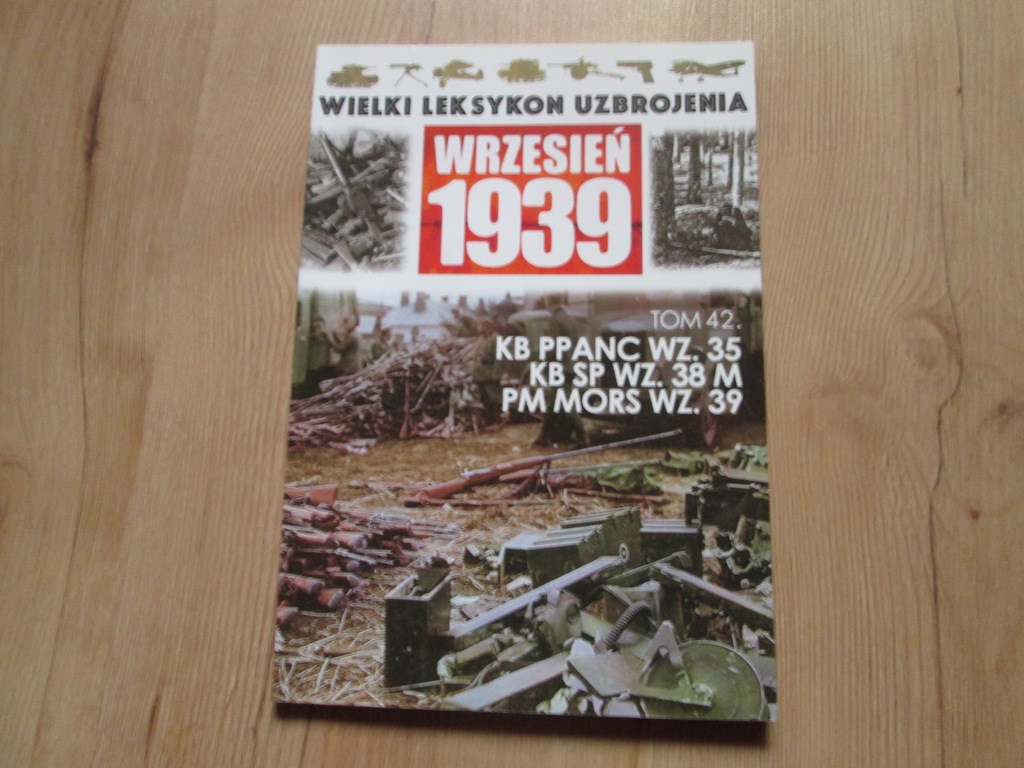 WIELKI LEKSYKON UZBROJENIA
WRZESIEŃ
1939
TOM 42.
KB PPANC WZ. 35
KB SP WZ. 38 M
PM MORS WZ. 39